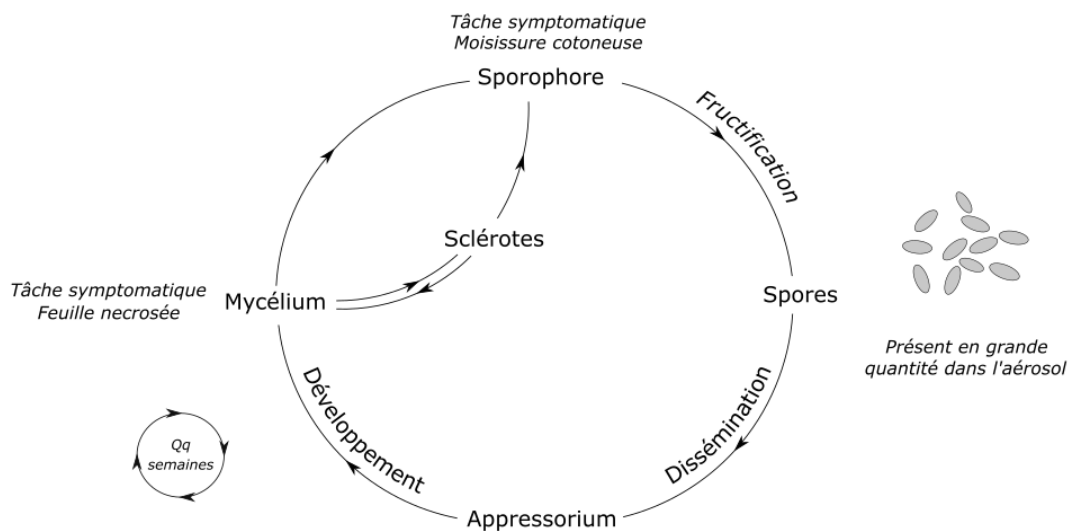 Tâche symptomatique
Moisissure cotoneuse
Sporophore
Fructification
Sclérotes
Tâche symptomatique
Feuille necrosée
Mycélium
Spores
Présent en grande
quantité dans l'aérosol
Développement
Dissémination
Qq
semaines
Appressorium